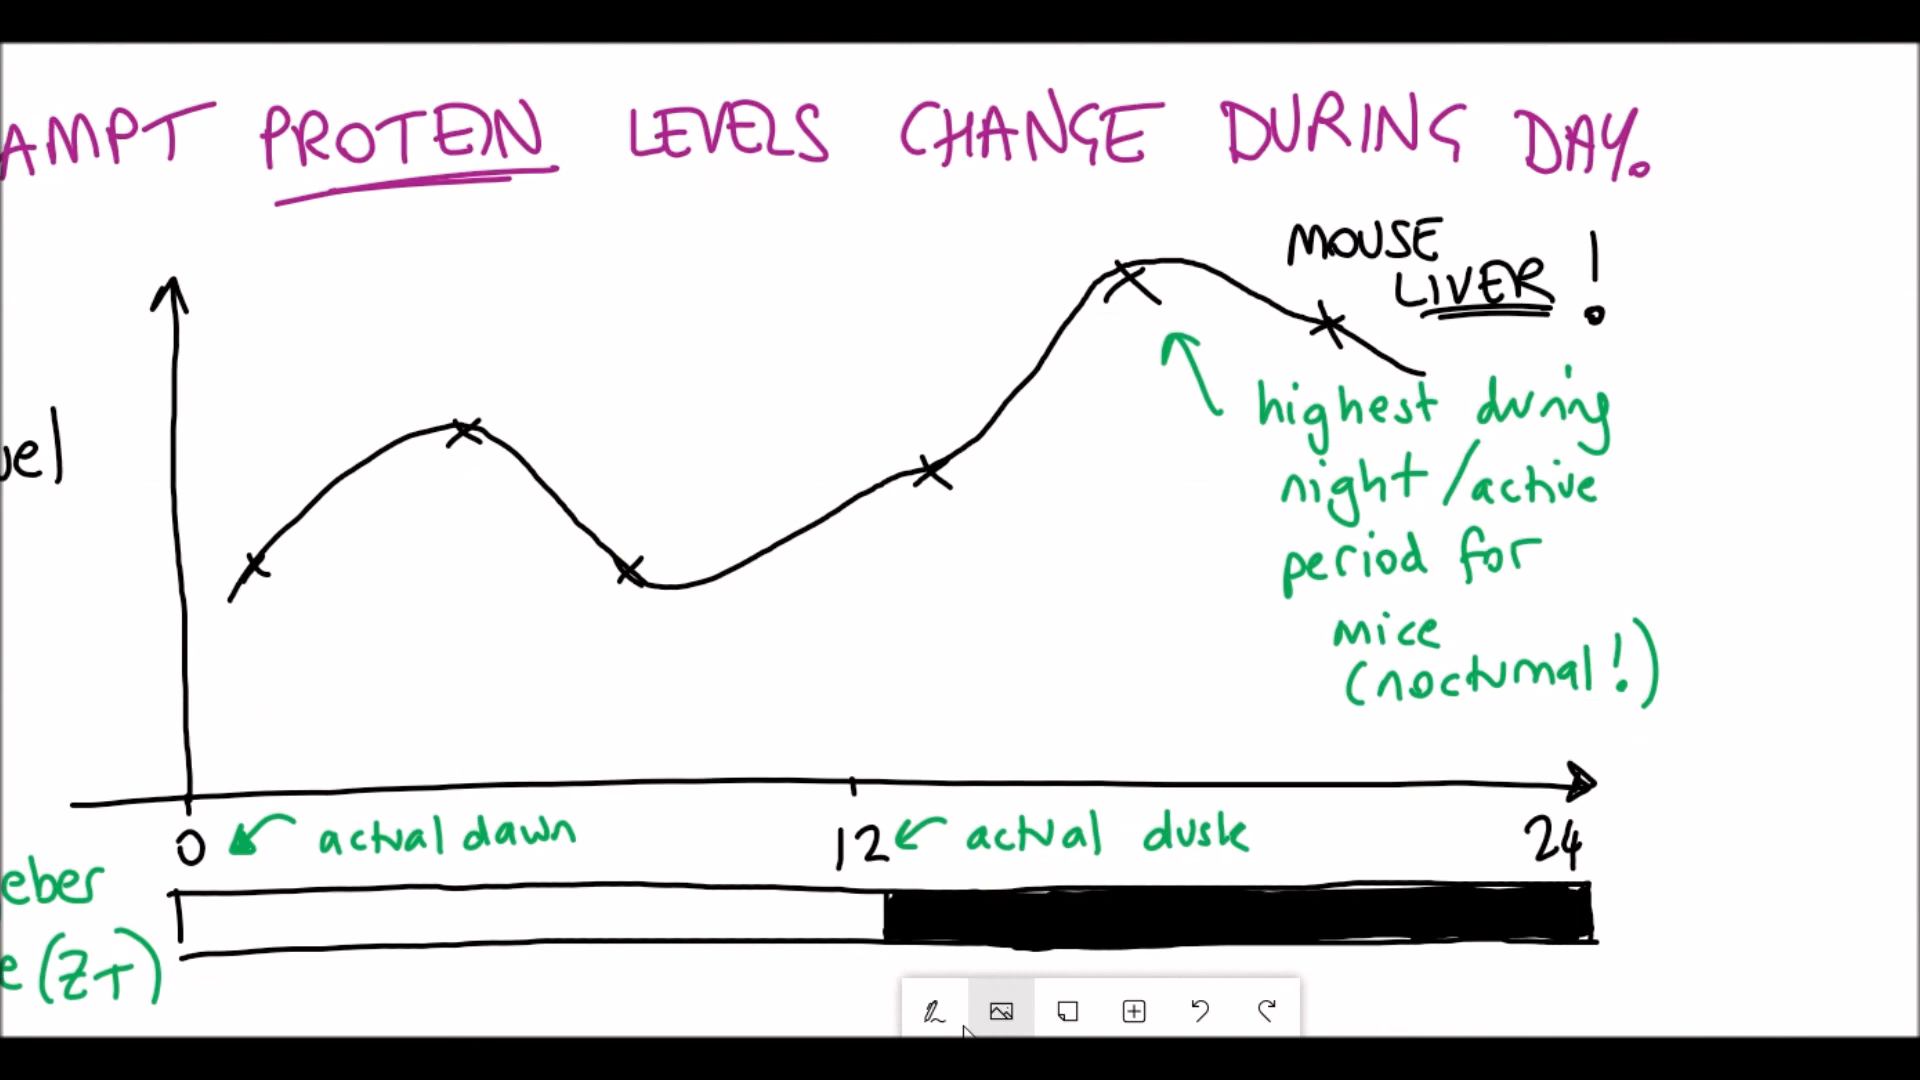 AMPT PROTEIN LEVELS CHANGE DURING DAY.
MOUSE
LIVER !
highest during
night/active
period for
mice
(nocturnal!)
vel
0 actual dawn 12 actual dusk 24
eber
e (ZT)